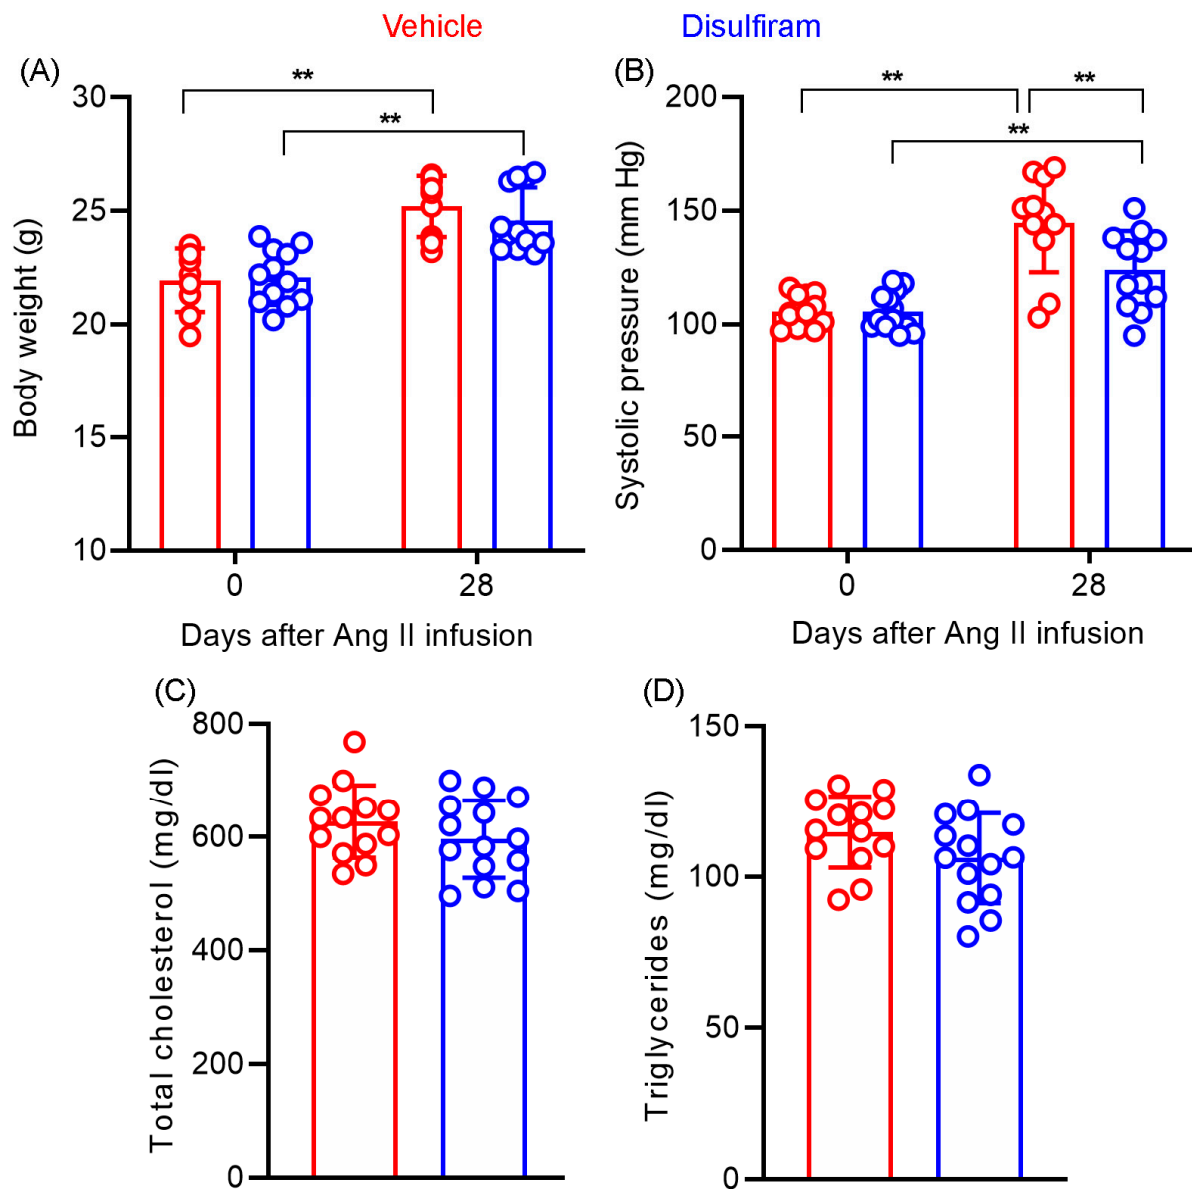 Vehicle Disulfiram
(A)
**
**
30
25
20
15
10
Body weight (g)
0 28
Days after Ang II infusion
(B)
** **
**
200
150
100
50
0
Systolic pressure (mm Hg)
0 28
Days after Ang II infusion
(C)
800
600
400
200
0
Total cholesterol (mg/dl)
(D)
150
100
50
0
Triglycerides (mg/dl)